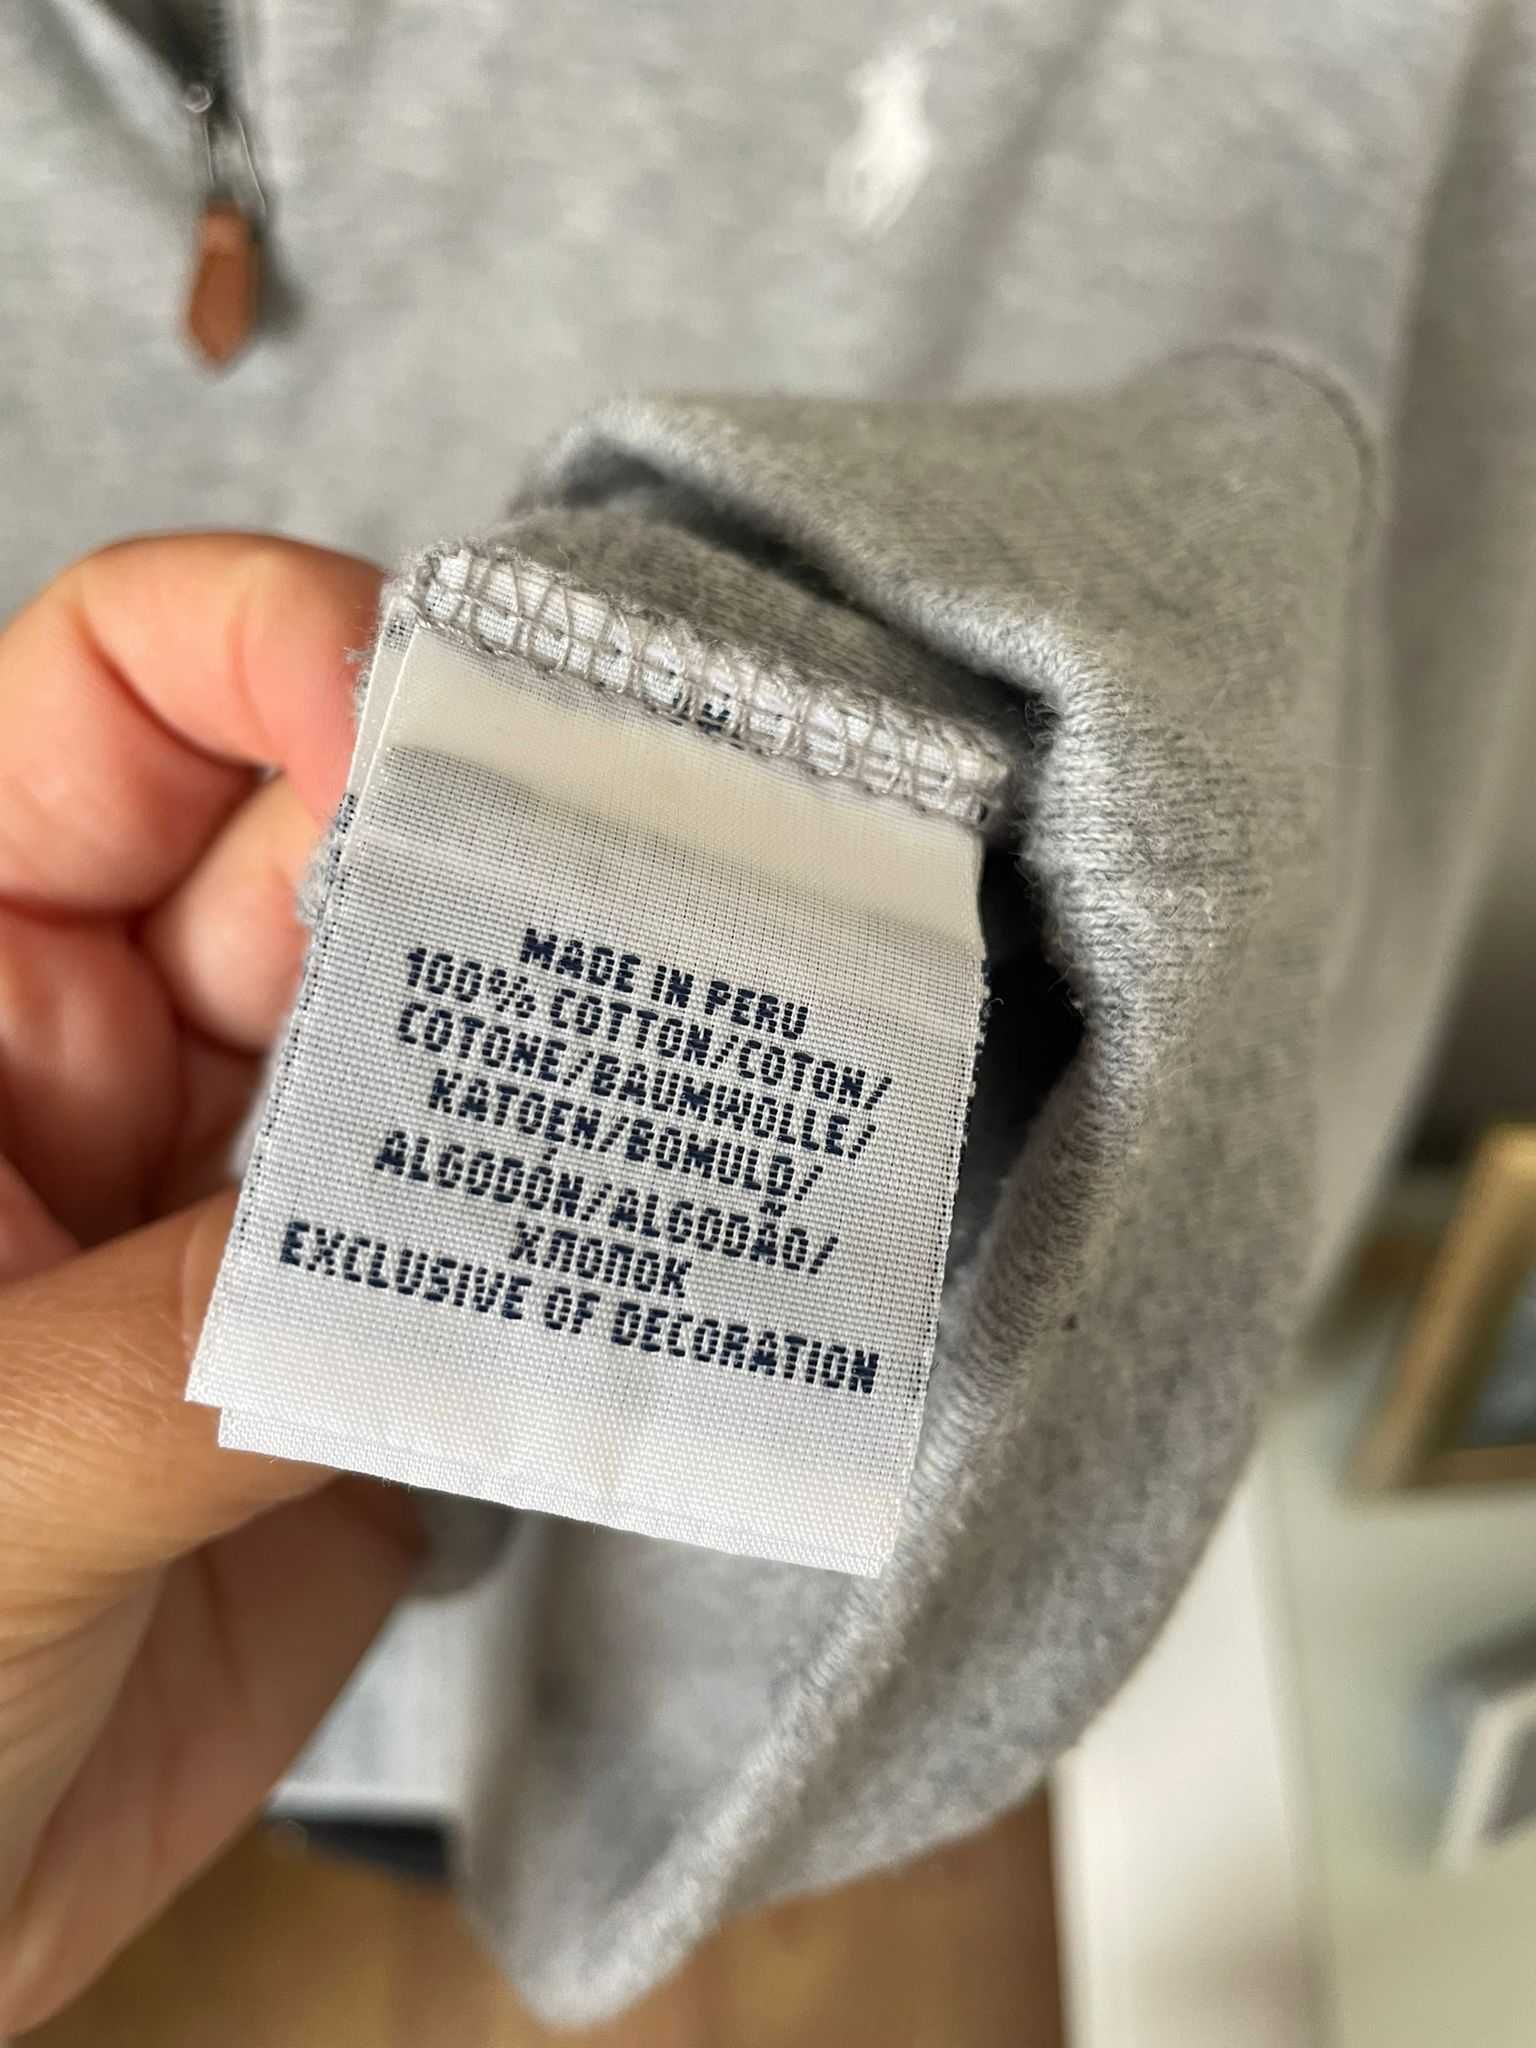 MADE IN PERU
100% COTTON/COTON/
COTONE/BAUMWOLLE/
KATOEN/BOMULD/
ALGODÓN/ALGODÃO/
ХЛОПОК
EXCLUSIVE OF DECORATION